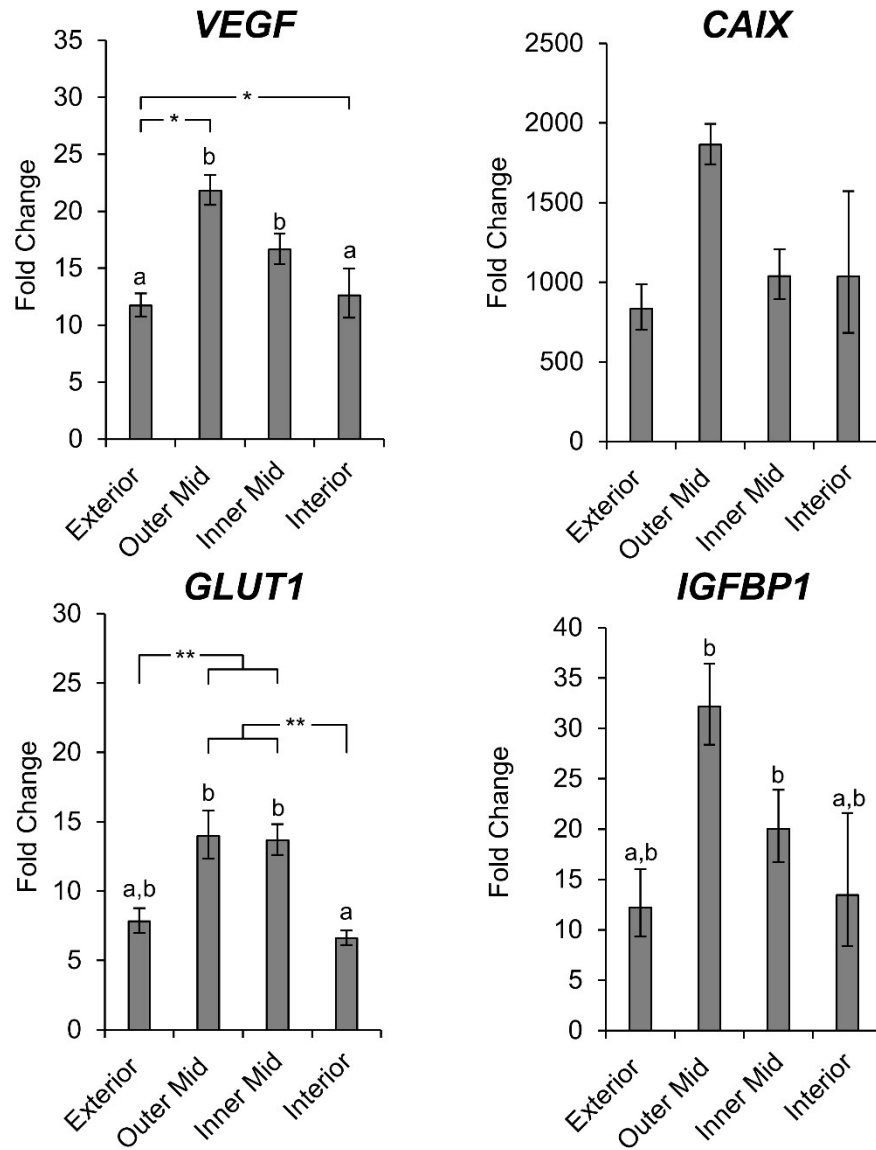 VEGF
35
30
25
20
15
10
5
0
Fold Change
*
*
a
b
b
a
Exterior
Outer Mid
Inner Mid
Interior
CAIX
2500
2000
1500
1000
500
0
Fold Change
Exterior
Outer Mid
Inner Mid
Interior
GLUT1
30
25
20
15
10
5
0
Fold Change
**
**
a,b
b
b
a
Exterior
Outer Mid
Inner Mid
Interior
IGFBP1
40
35
30
25
20
15
10
5
0
Fold Change
a,b
b
b
a,b
Exterior
Outer Mid
Inner Mid
Interior